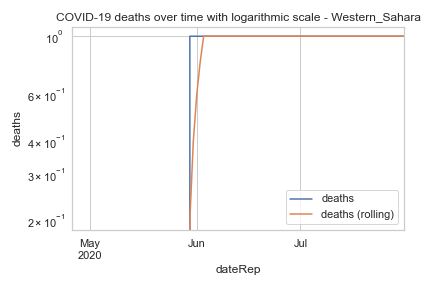 COVID-19 deaths over time with logarithmic scale - Western_Sahara
10⁰
6 × 10⁻¹
4 × 10⁻¹
3 × 10⁻¹
2 × 10⁻¹
deaths
deaths
deaths (rolling)
May
2020
Jun
Jul
dateRep